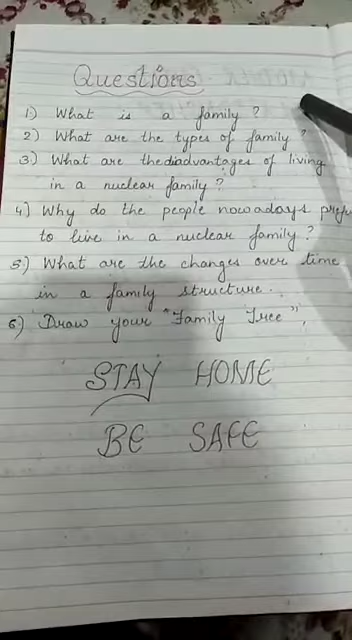 Questions.
1) What is a family?
2) What are the types of family?
3) What are the disadvantages of living
in a nuclear family?
4) Why do the people nowadays prefe
to live in a nuclear family?
5) What are the changes over time
in a family structure.
6) Draw your "Family Tree".
STAY HOME
BE SAFE